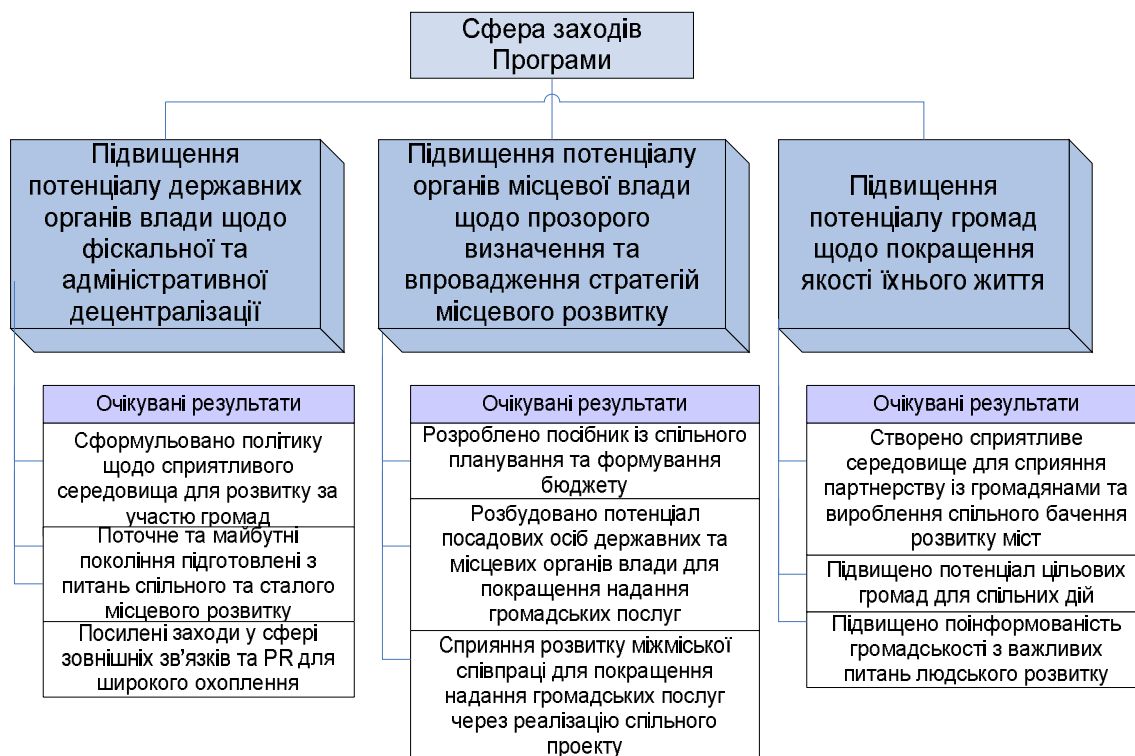 Сфера заходів
Програми
Підвищення
потенціалу державних
органів влади щодо
фіскальної та
адміністративної
децентралізації
Підвищення потенціалу
органів місцевої влади
щодо прозорого
визначення та
впровадження стратегій
місцевого розвитку
Підвищення
потенціалу громад
щодо покращення
якості їхнього життя
Очікувані результати
Сформульовано політику
щодо сприятливого
середовища для розвитку за
участю громад
Поточне та майбутні
покоління підготовлені з
питань спільного та сталого
місцевого розвитку
Посилені заходи у сфері
зовнішніх зв’язків та PR для
широкого охоплення
Очікувані результати
Розроблено посібник із спільного
планування та формування
бюджету
Розбудовано потенціал
посадових осіб державних та
місцевих органів влади для
покращення надання
громадських послуг
Сприяння розвитку міжміської
співпраці для покращення
надання громадських послуг
через реалізацію спільного
проекту
Очікувані результати
Створено сприятливе
середовище для сприяння
партнерству із громадянами та
вироблення спільного бачення
розвитку міст
Підвищено потенціал цільових
громад для спільних дій
Підвищено поінформованість
громадськості з важливих
питань людського розвитку